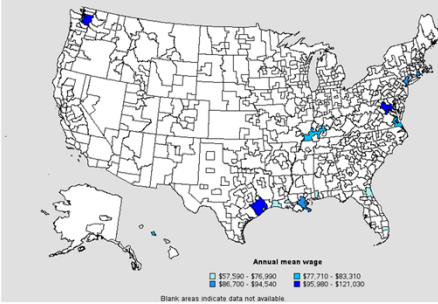 Annual mean wage
$57,590 - $76,990 $77,710 - $83,310
$86,700 - $94,540 $95,980 - $121,030
Blank areas indicate data not available.